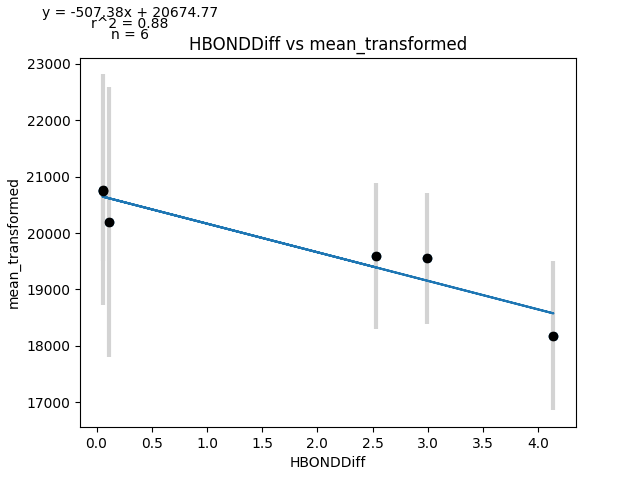 y = -507.38x + 20674.77
r^2 = 0.88
n = 6
HBONDDiff vs mean_transformed
23000
22000
21000
20000
19000
18000
17000
mean_transformed
0.0 0.5 1.0 1.5 2.0 2.5 3.0 3.5 4.0
HBONDDiff